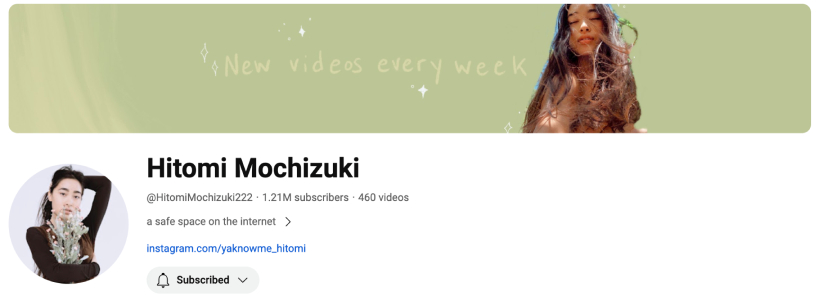 New videos every week
Hitomi Mochizuki
@HitomiMochizuki222 · 1.21M subscribers · 460 videos
a safe space on the internet
instagram.com/yaknowme_hitomi
Subscribed